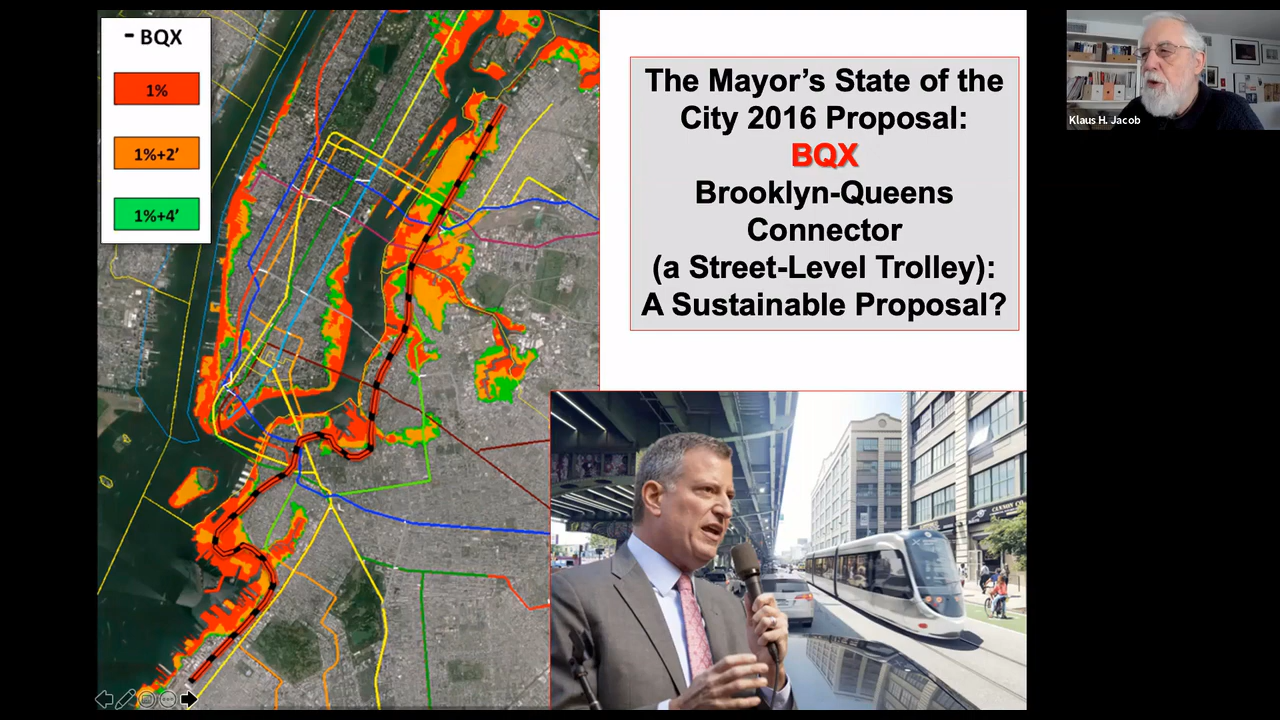 - BQX
1%
1%+2’
1%+4’
The Mayor’s State of the
City 2016 Proposal:
BQX
Brooklyn-Queens
Connector
(a Street-Level Trolley):
A Sustainable Proposal?
Klaus H. Jacob